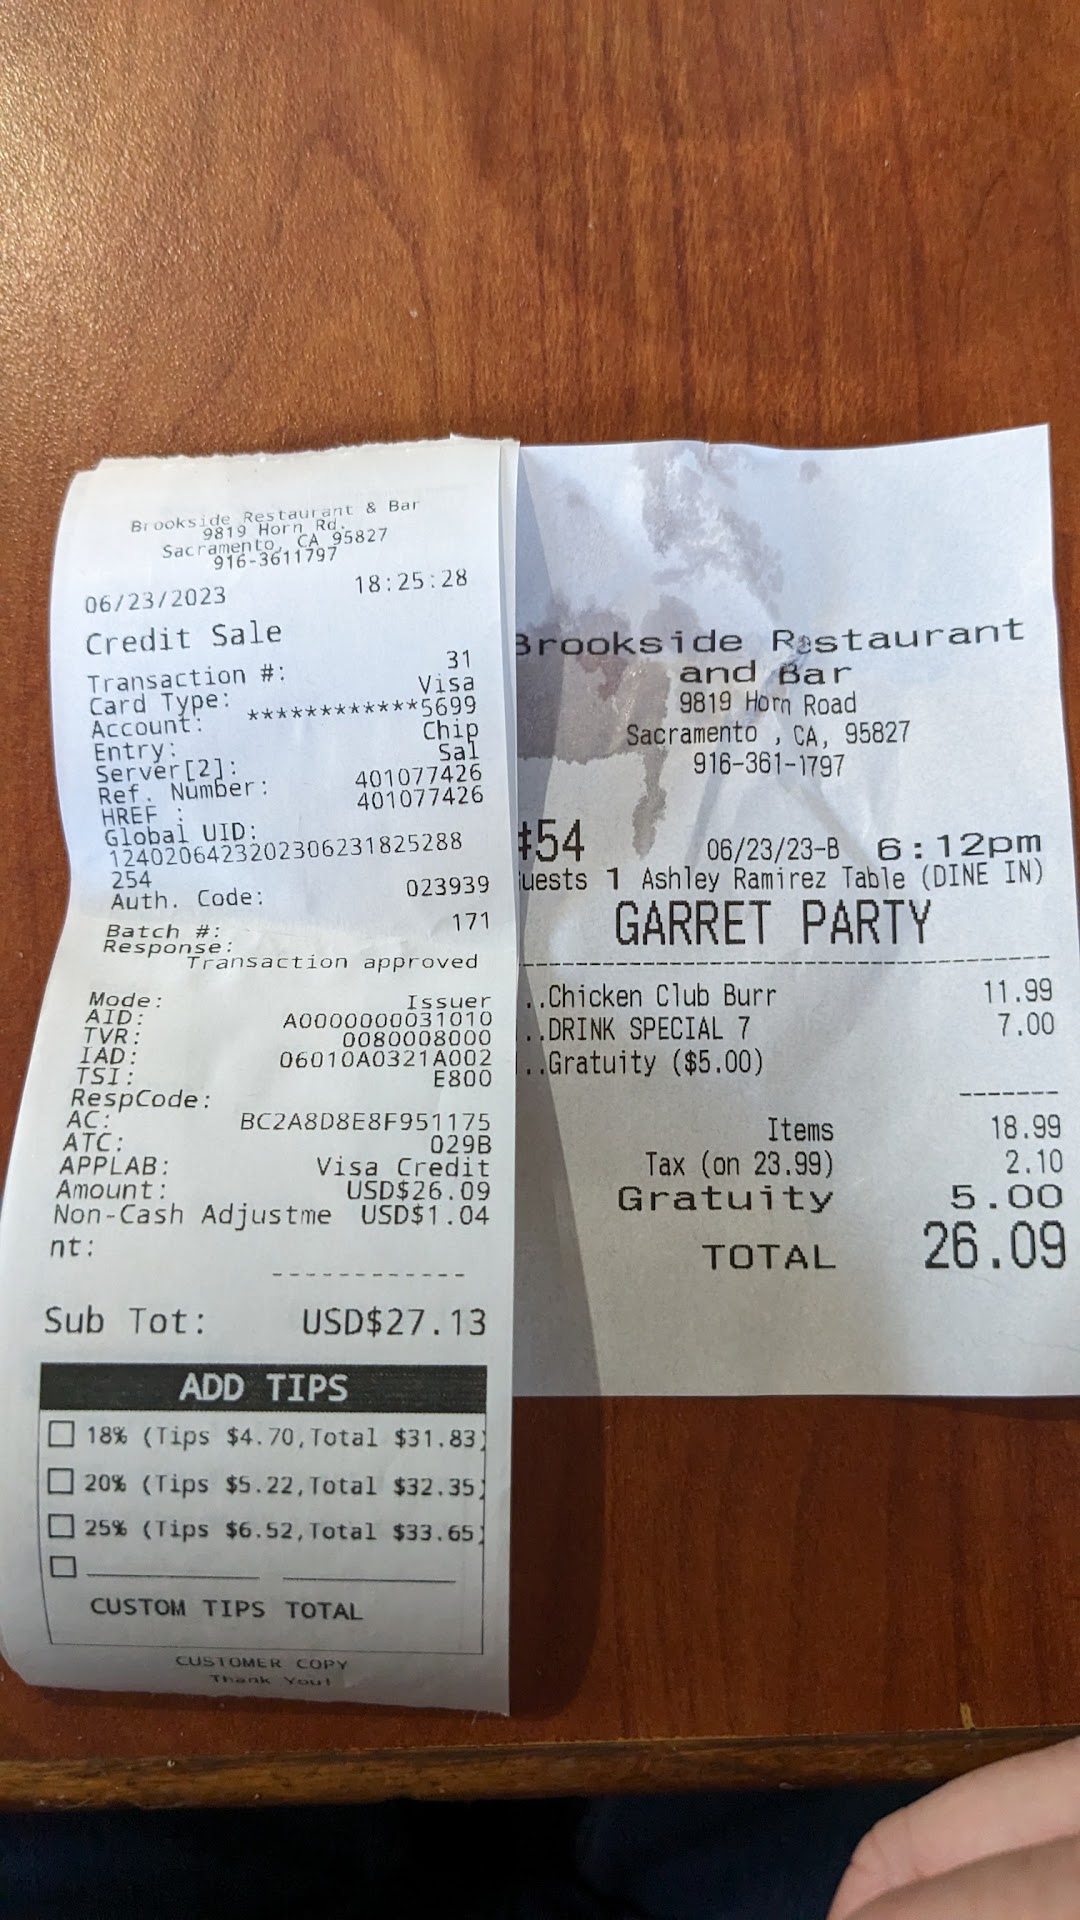 Brookside Restaurant & Bar
9819 Horn Rd.
Sacramento, CA 95827
916-3611797
06/23/2023 18:25:28
Credit Sale
Transaction #: 31
Card Type: Visa
Account: ************5699
Entry: Chip
Server[2]: Sal
Ref. Number: 401077426
HREF : 401077426
Global UID:
1240206423202306231825288
254
Auth. Code: 023939
Batch #: 171
Response:
Transaction approved
Mode: Issuer
AID: A0000000031010
TVR: 0080008000
IAD: 06010A0321A002
TSI: E800
RespCode:
AC: BC2A8D8E8F951175
ATC: 029B
APPLAB: Visa Credit
Amount: USD$26.09
Non-Cash Adjustme USD$1.04
nt:
------------
Sub Tot: USD$27.13
ADD TIPS
18% (Tips $4.70,Total $31.83)
20% (Tips $5.22,Total $32.35)
25% (Tips $6.52,Total $33.65)
CUSTOM TIPS TOTAL
CUSTOMER COPY
Thank You!
Brookside Restaurant
and Bar
9819 Horn Road
Sacramento , CA, 95827
916-361-1797
#54 06/23/23-B 6:12pm
uests 1 Ashley Ramirez Table (DINE IN)
GARRET PARTY
..Chicken Club Burr 11.99
..DRINK SPECIAL 7 7.00
..Gratuity ($5.00)
-------
Items 18.99
Tax (on 23.99) 2.10
Gratuity 5.00
TOTAL 26.09